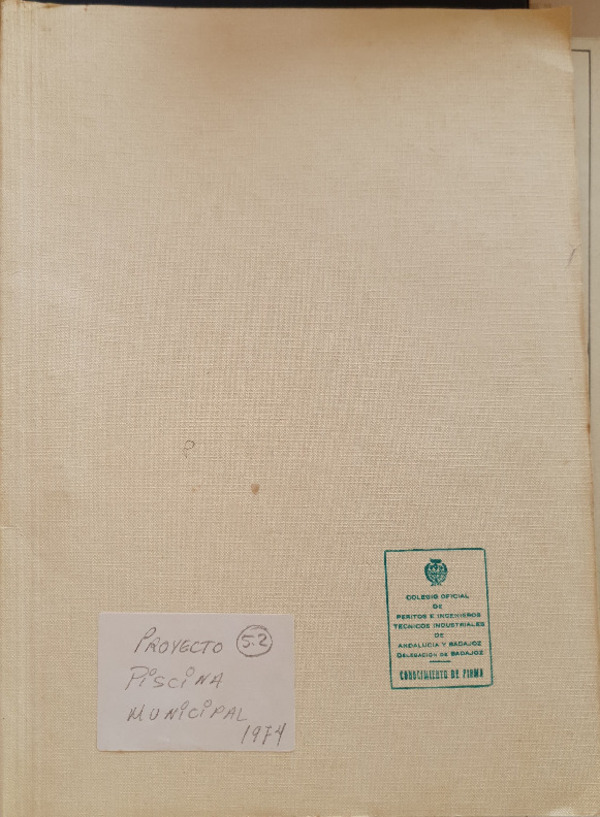 PROYECTO 5-2
PISCINA
MUNICIPAL
1974
COLEGIO OFICIAL
DE
PERITOS E INGENIEROS
TECNICOS INDUSTRIALES
DE
ANDALUCIA Y BADAJOZ
DELEGACION DE BADAJOZ
CONOCIMIENTO DE FIRMA